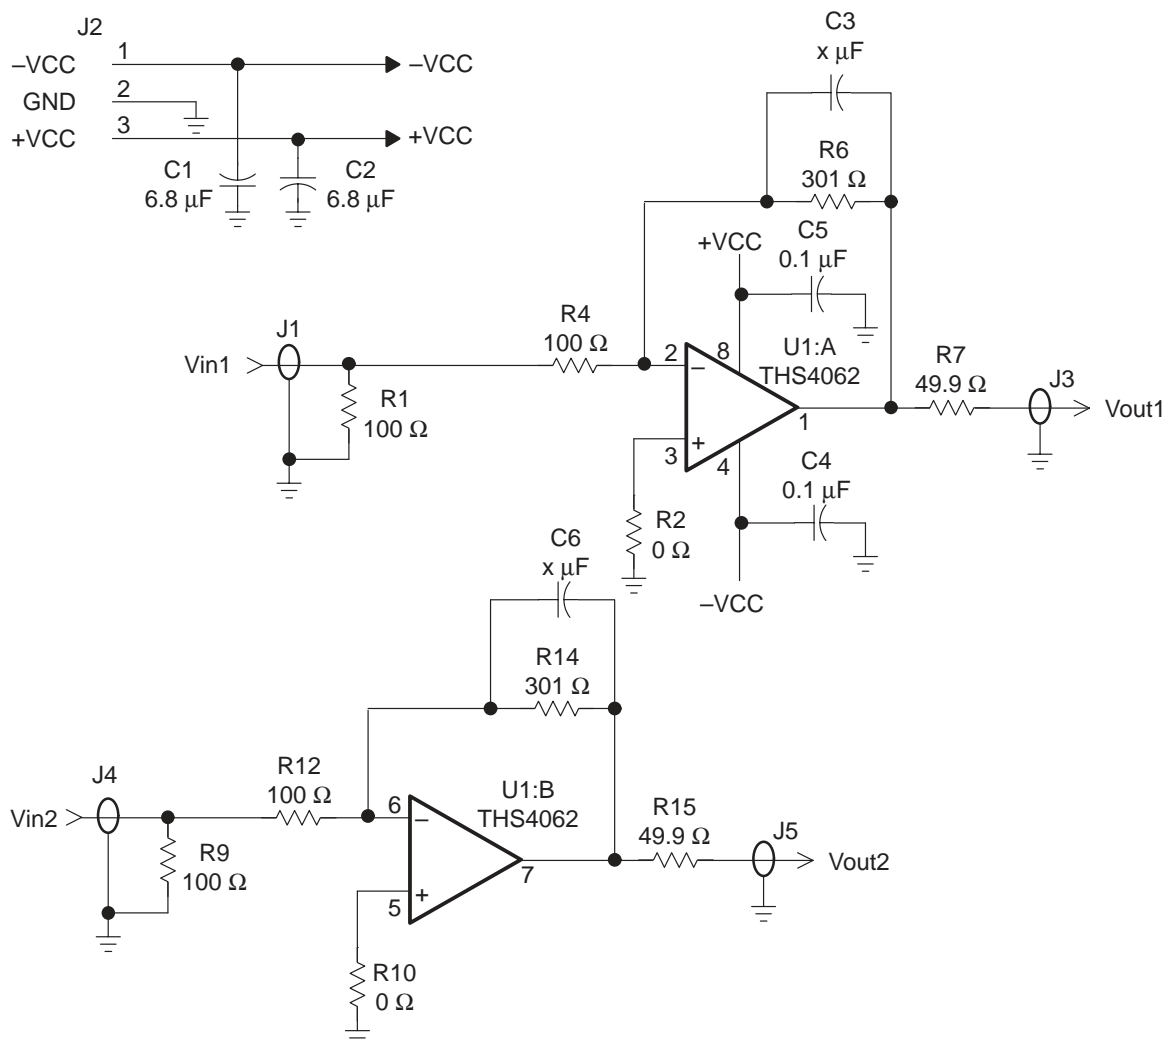 J2
1
–VCC
–VCC
2
GND
3
+VCC
+VCC
C1
6.8 μF
C2
6.8 μF
C3
x μF
R6
301 Ω
C5
0.1 μF
+VCC
R4
100 Ω
J1
Vin1
R1
100 Ω
2
–
8
U1:A
THS4062
3
+
4
1
R7
49.9 Ω
J3
Vout1
C4
0.1 μF
R2
0 Ω
–VCC
C6
x μF
R14
301 Ω
R12
100 Ω
J4
Vin2
R9
100 Ω
6
–
U1:B
THS4062
5
+
7
R15
49.9 Ω
J5
Vout2
R10
0 Ω